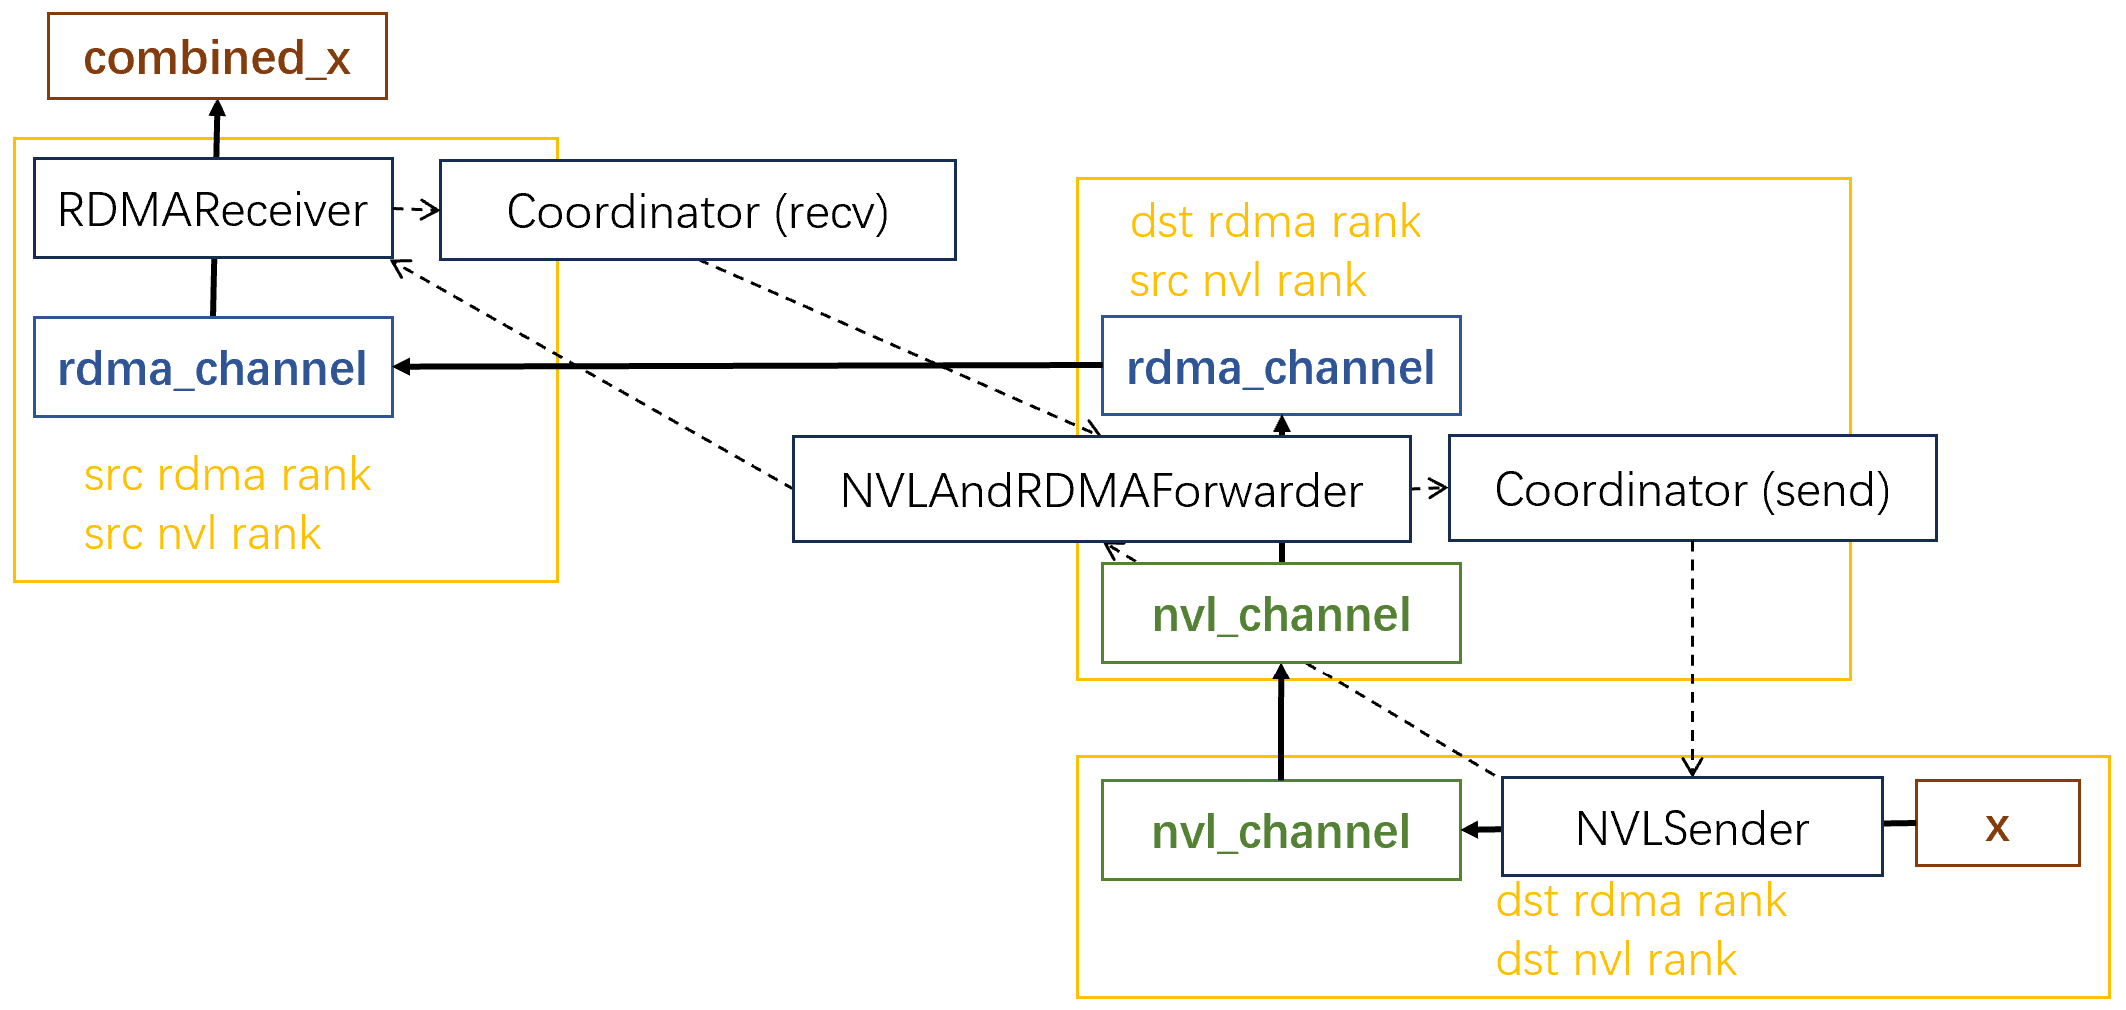 combined_x
RDMAReceiver
Coordinator (recv)
rdma_channel
src rdma rank
src nvl rank
dst rdma rank
src nvl rank
rdma_channel
NVLAndRDMAForwarder
Coordinator (send)
nvl_channel
nvl_channel
NVLSender
x
dst rdma rank
dst nvl rank